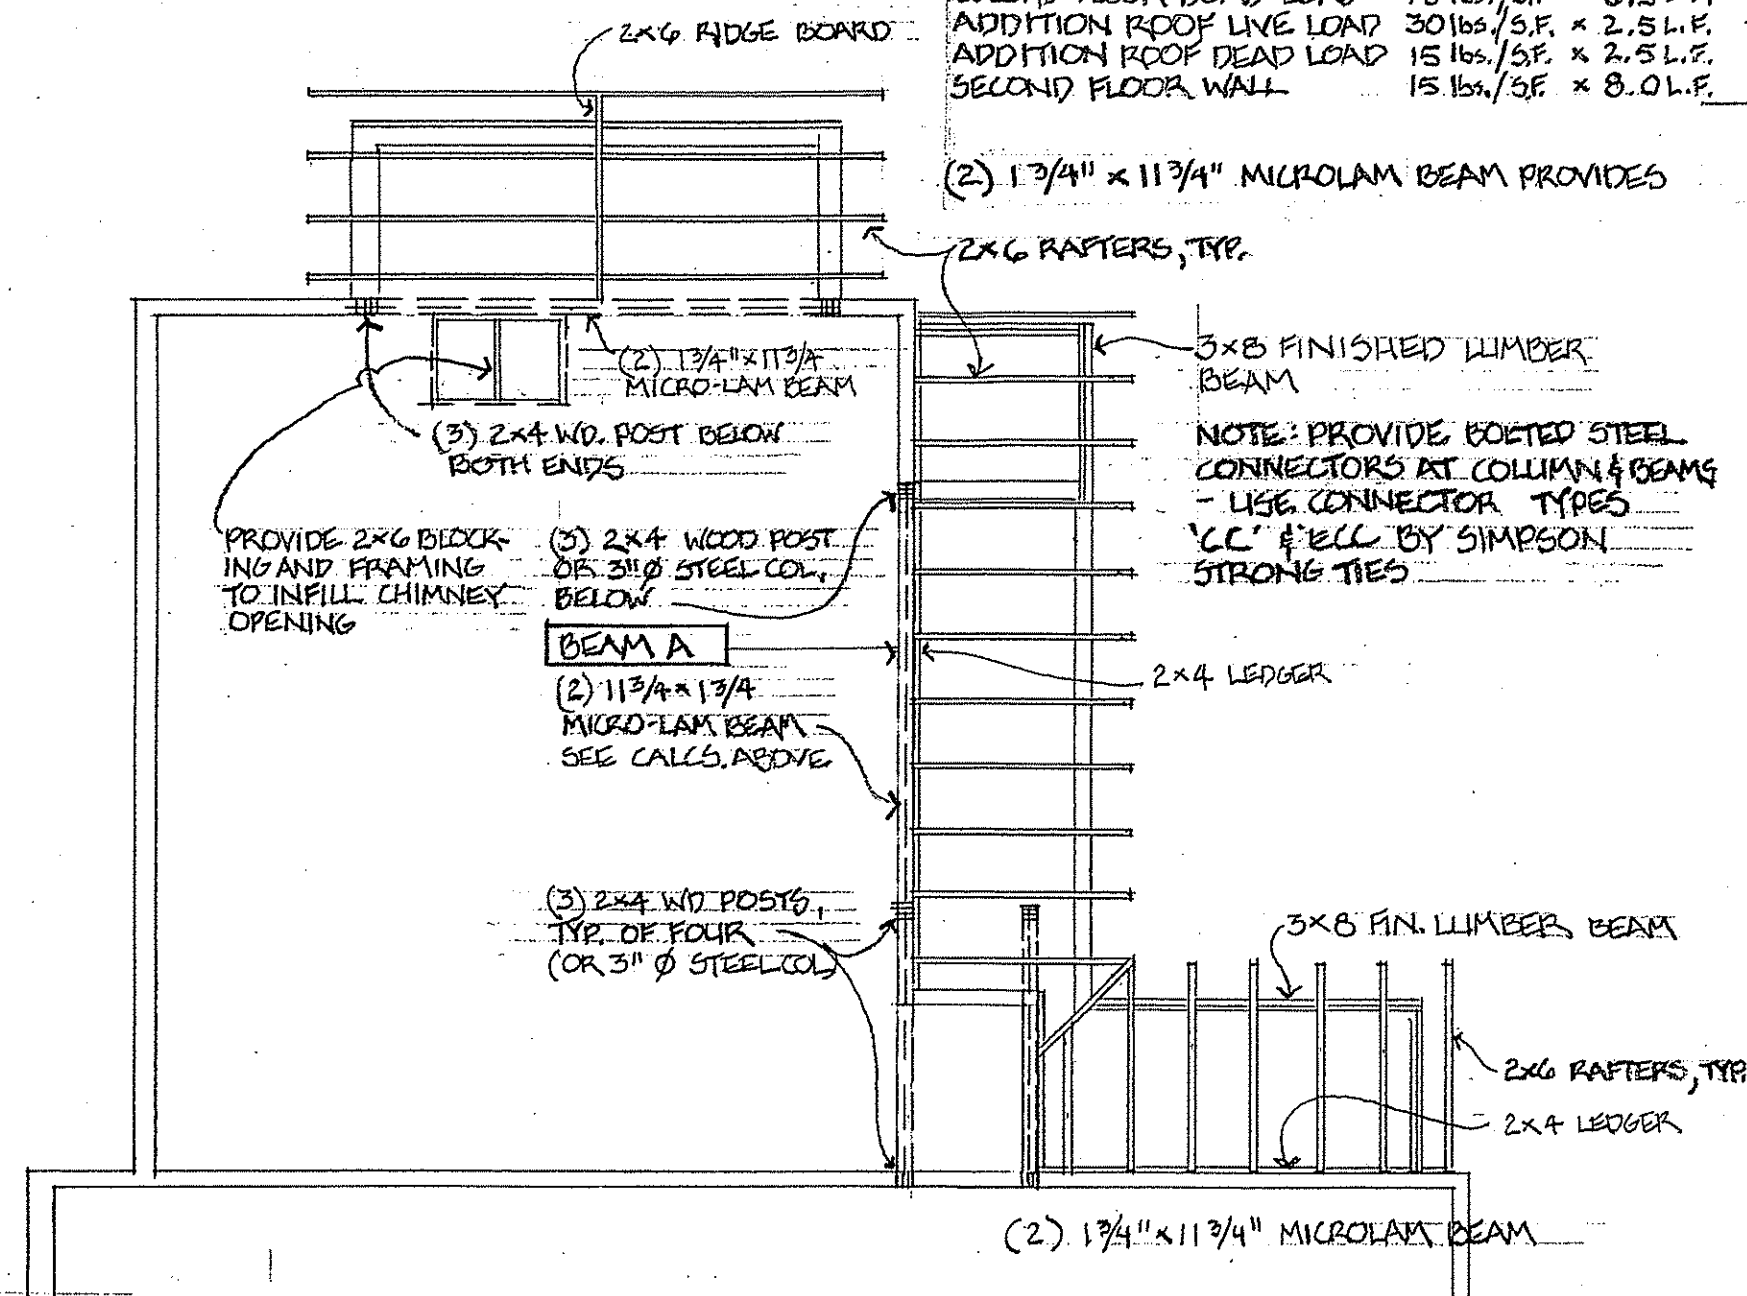 ADDITION ROOF LIVE LOAD 30 lbs./S.F. × 2.5 L.F.
ADDITION ROOF DEAD LOAD 15 lbs./S.F. × 2.5 L.F.
SECOND FLOOR WALL 15 lbs./S.F. × 8.0 L.F.
2×6 RIDGE BOARD
(2) 1 3/4" × 11 3/4" MICROLAM BEAM PROVIDES
2×6 RAFTERS, TYP.
(2) 1 3/4" × 11 3/4
MICRO-LAM BEAM
3×8 FINISHED LUMBER
BEAM
(3) 2×4 WD. POST BELOW
BOTH ENDS
NOTE: PROVIDE BOLTED STEEL
CONNECTORS AT COLUMN & BEAMS
- USE CONNECTOR TYPES
'CC' & 'ECC BY SIMPSON
STRONG TIES
PROVIDE 2×6 BLOCK-
ING AND FRAMING
TO INFILL CHIMNEY
OPENING
(3) 2×4 WOOD POST
OR 3" Ø STEEL COL.
BELOW
BEAM A
(2) 11 3/4 × 1 3/4
MICRO-LAM BEAM
SEE CALCS. ABOVE
2×4 LEDGER
(3) 2×4 WD POSTS,
TYP. OF FOUR
(OR 3" Ø STEEL COL)
3×8 FIN. LUMBER BEAM
2×6 RAFTERS, TYP.
2×4 LEDGER
(2) 1 3/4" × 11 3/4" MICROLAM BEAM